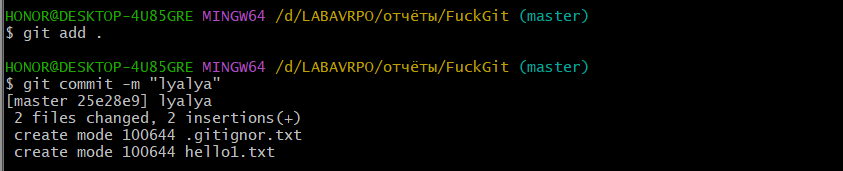 HONOR@DESKTOP-4U85GRE MINGW64 /d/LABAVRPO/отчёты/FuckGit (master)
$ git add .
HONOR@DESKTOP-4U85GRE MINGW64 /d/LABAVRPO/отчёты/FuckGit (master)
$ git commit -m "lyalya"
[master 25e28e9] lyalya
2 files changed, 2 insertions(+)
create mode 100644 .gitignor.txt
create mode 100644 hello1.txt